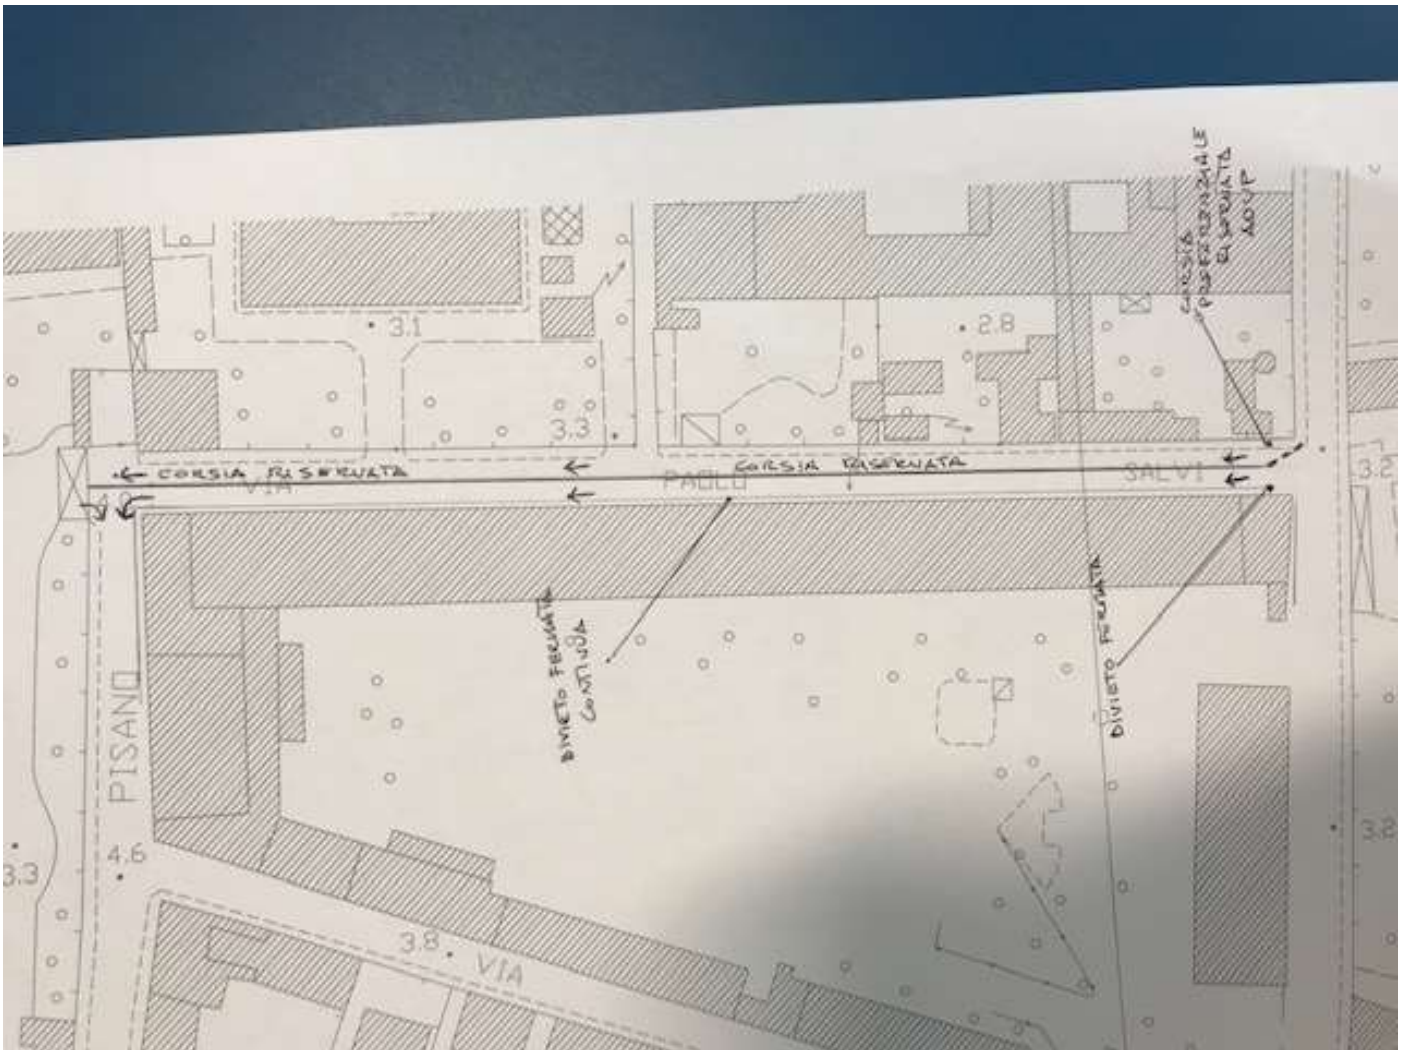 CORSIA
PREFERENZIALE
RISERVATA
AOUP
3.1
2.8
3.3
CORSIA RISERVATA
CORSIA RISERVATA
VIA
PAOLO
SALVI
3.2
DIVIETO FERMATA
CONTINUA
DIVIETO FERMATA
PISANO
4.6
3.3
3.8
VIA
3.2